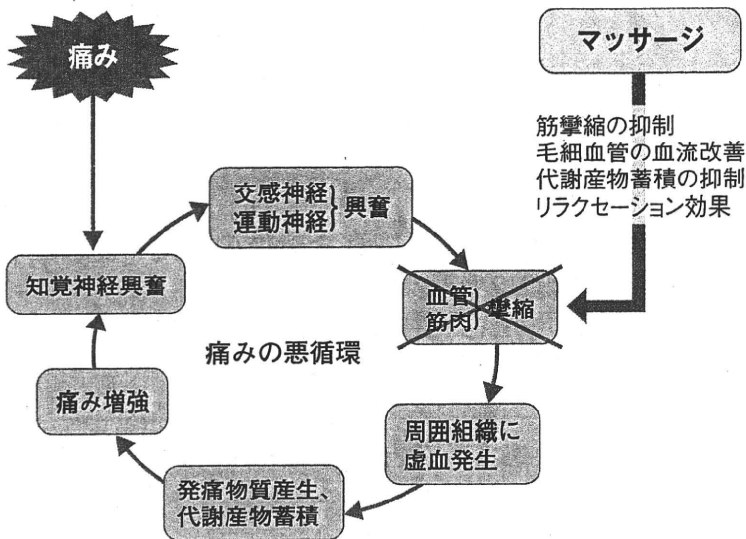 痛み
マッサージ
筋攣縮の抑制
毛細血管の血流改善
代謝産物蓄積の抑制
リラクセーション効果
交感神経
運動神経
興奮
知覚神経興奮
血管
筋肉
攣縮
痛みの悪循環
痛み増強
周囲組織に
虚血発生
発痛物質産生、
代謝産物蓄積